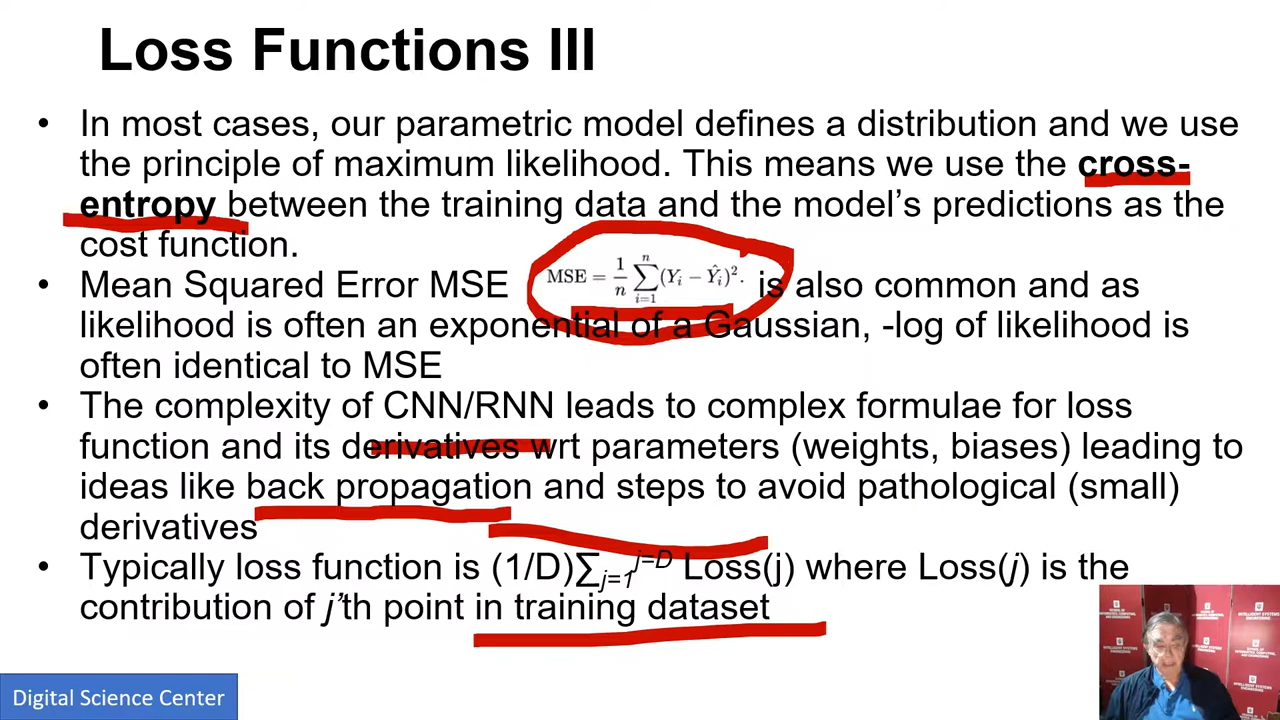 Loss Functions III
• In most cases, our parametric model defines a distribution and we use
the principle of maximum likelihood. This means we use the cross-
entropy between the training data and the model's predictions as the
cost function.
• Mean Squared Error MSE MSE = \frac{1}{n} \sum_{i=1}^{n} (Y_i - \hat{Y}_i)^2. is also common and as
likelihood is often an exponential of a Gaussian, -log of likelihood is
often identical to MSE
• The complexity of CNN/RNN leads to complex formulae for loss
function and its derivatives wrt parameters (weights, biases) leading to
ideas like back propagation and steps to avoid pathological (small)
derivatives
• Typically loss function is (1/D)∑_{j=1}^{j=D} Loss(j) where Loss(j) is the
contribution of j'th point in training dataset
Digital Science Center